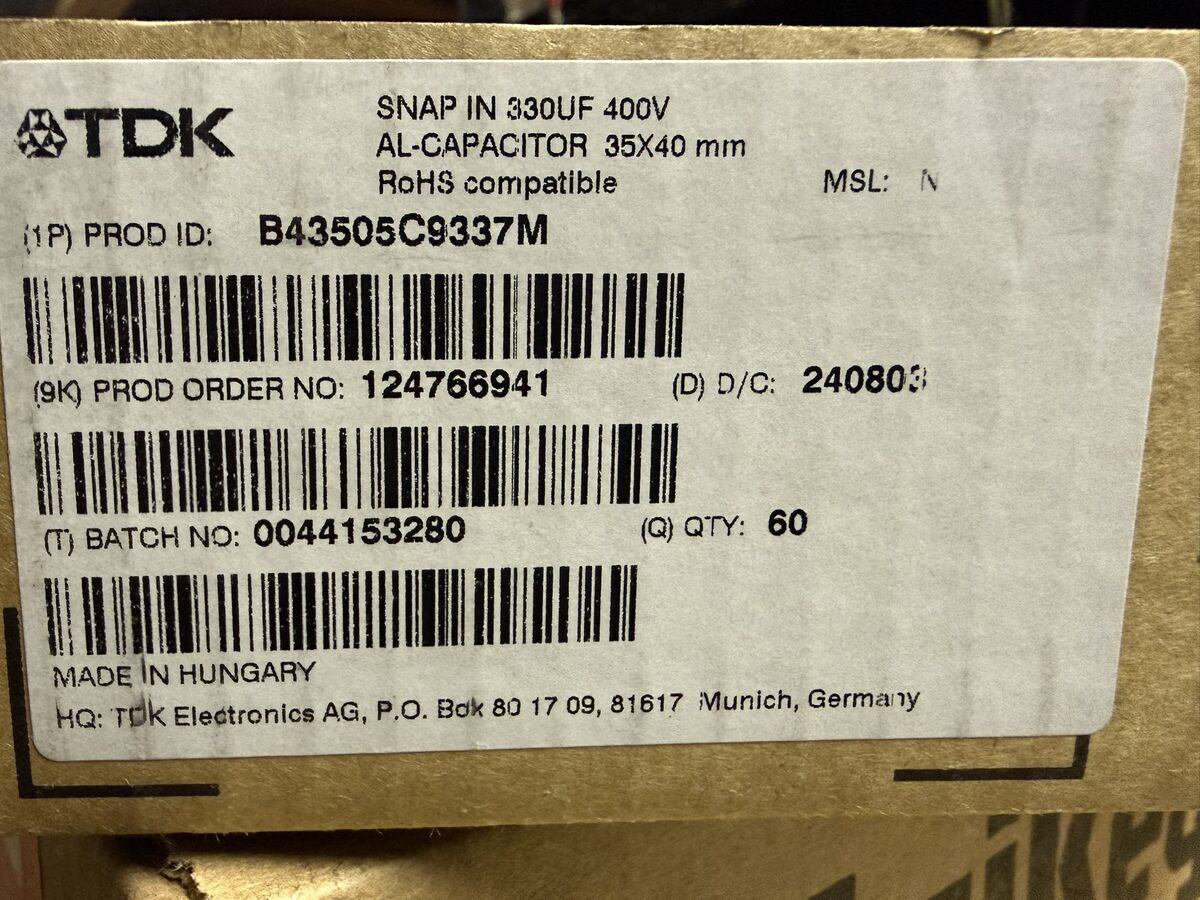 TDK
SNAP IN 330UF 400V
AL-CAPACITOR 35X40 mm
RoHS compatible
MSL: N
(1P) PROD ID: B43505C9337M
(9K) PROD ORDER NO: 124766941
(D) D/C: 240803
(T) BATCH NO: 0044153280
(Q) QTY: 60
MADE IN HUNGARY
HQ: TDK Electronics AG, P.O. Box 80 17 09, 81617 Munich, Germany